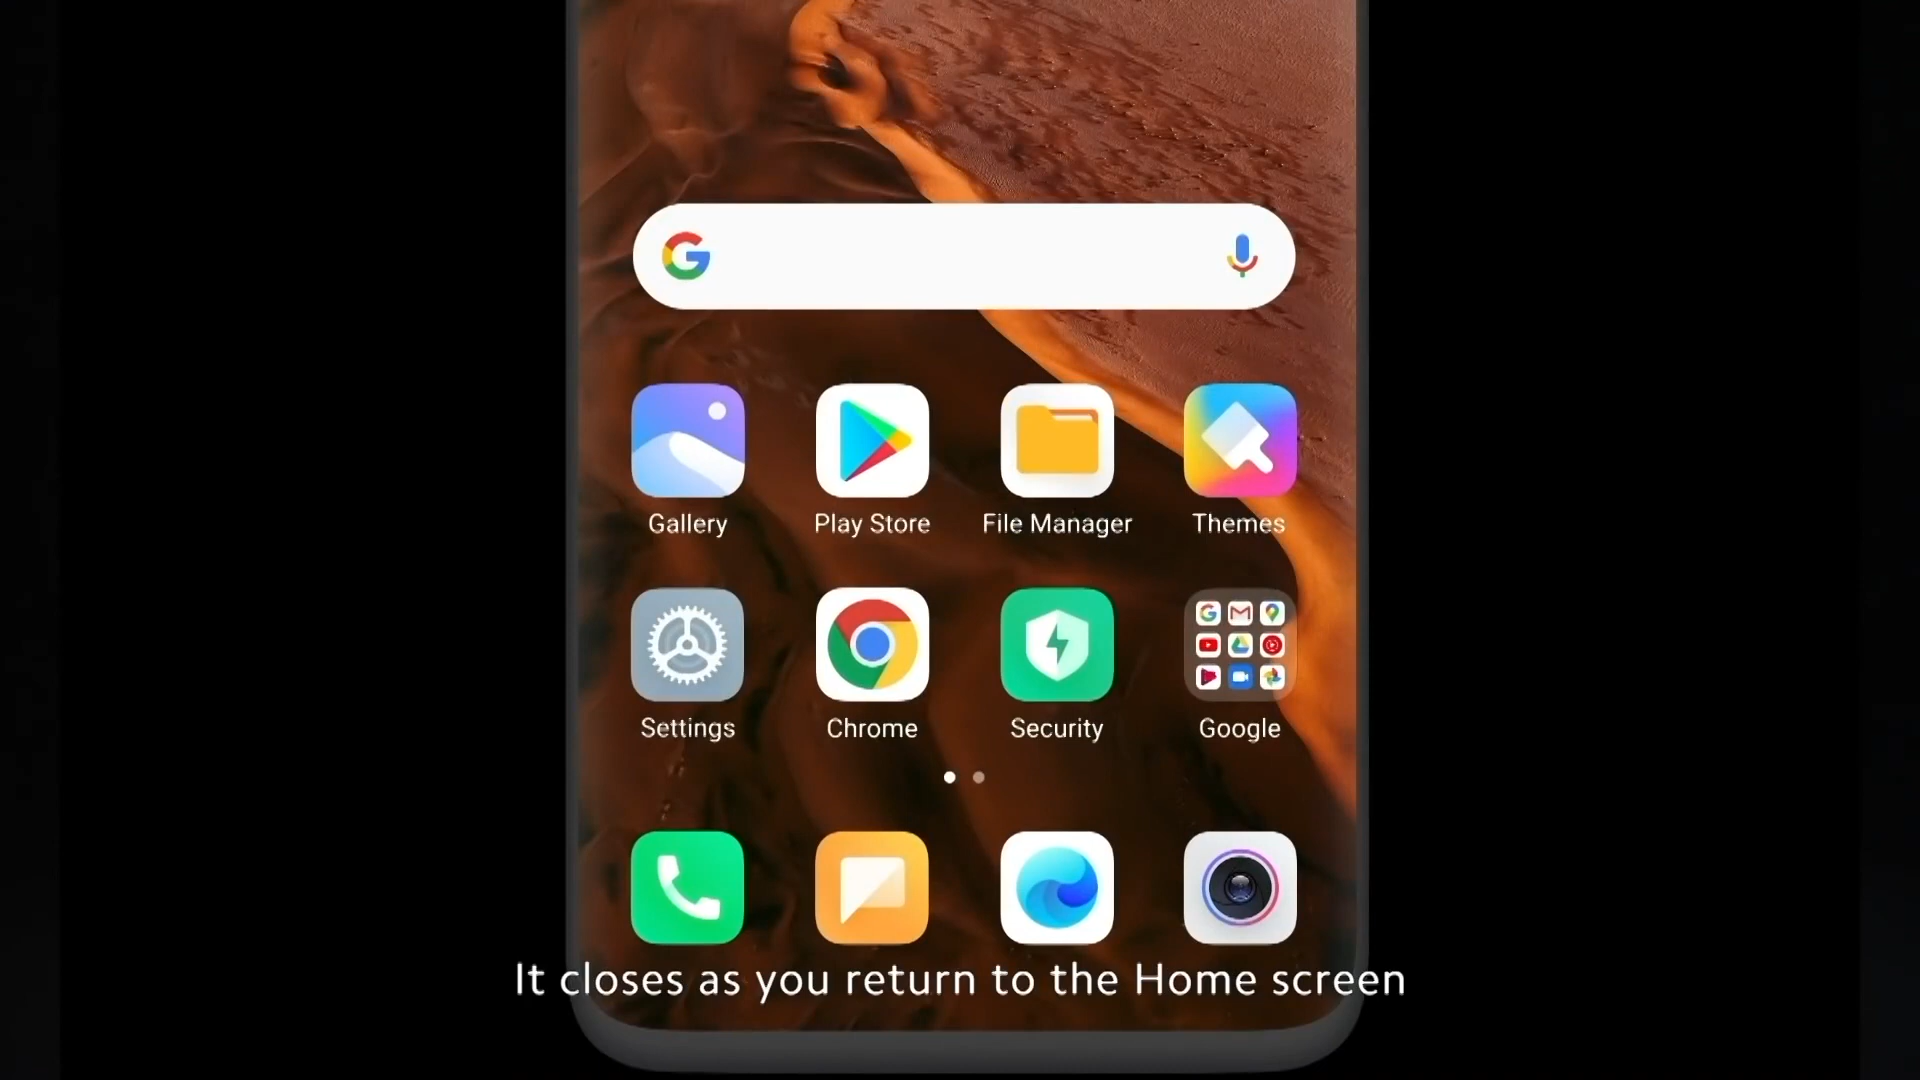 Gallery
Play Store
File Manager
Themes
Settings
Chrome
Security
Google
It closes as you return to the Home screen